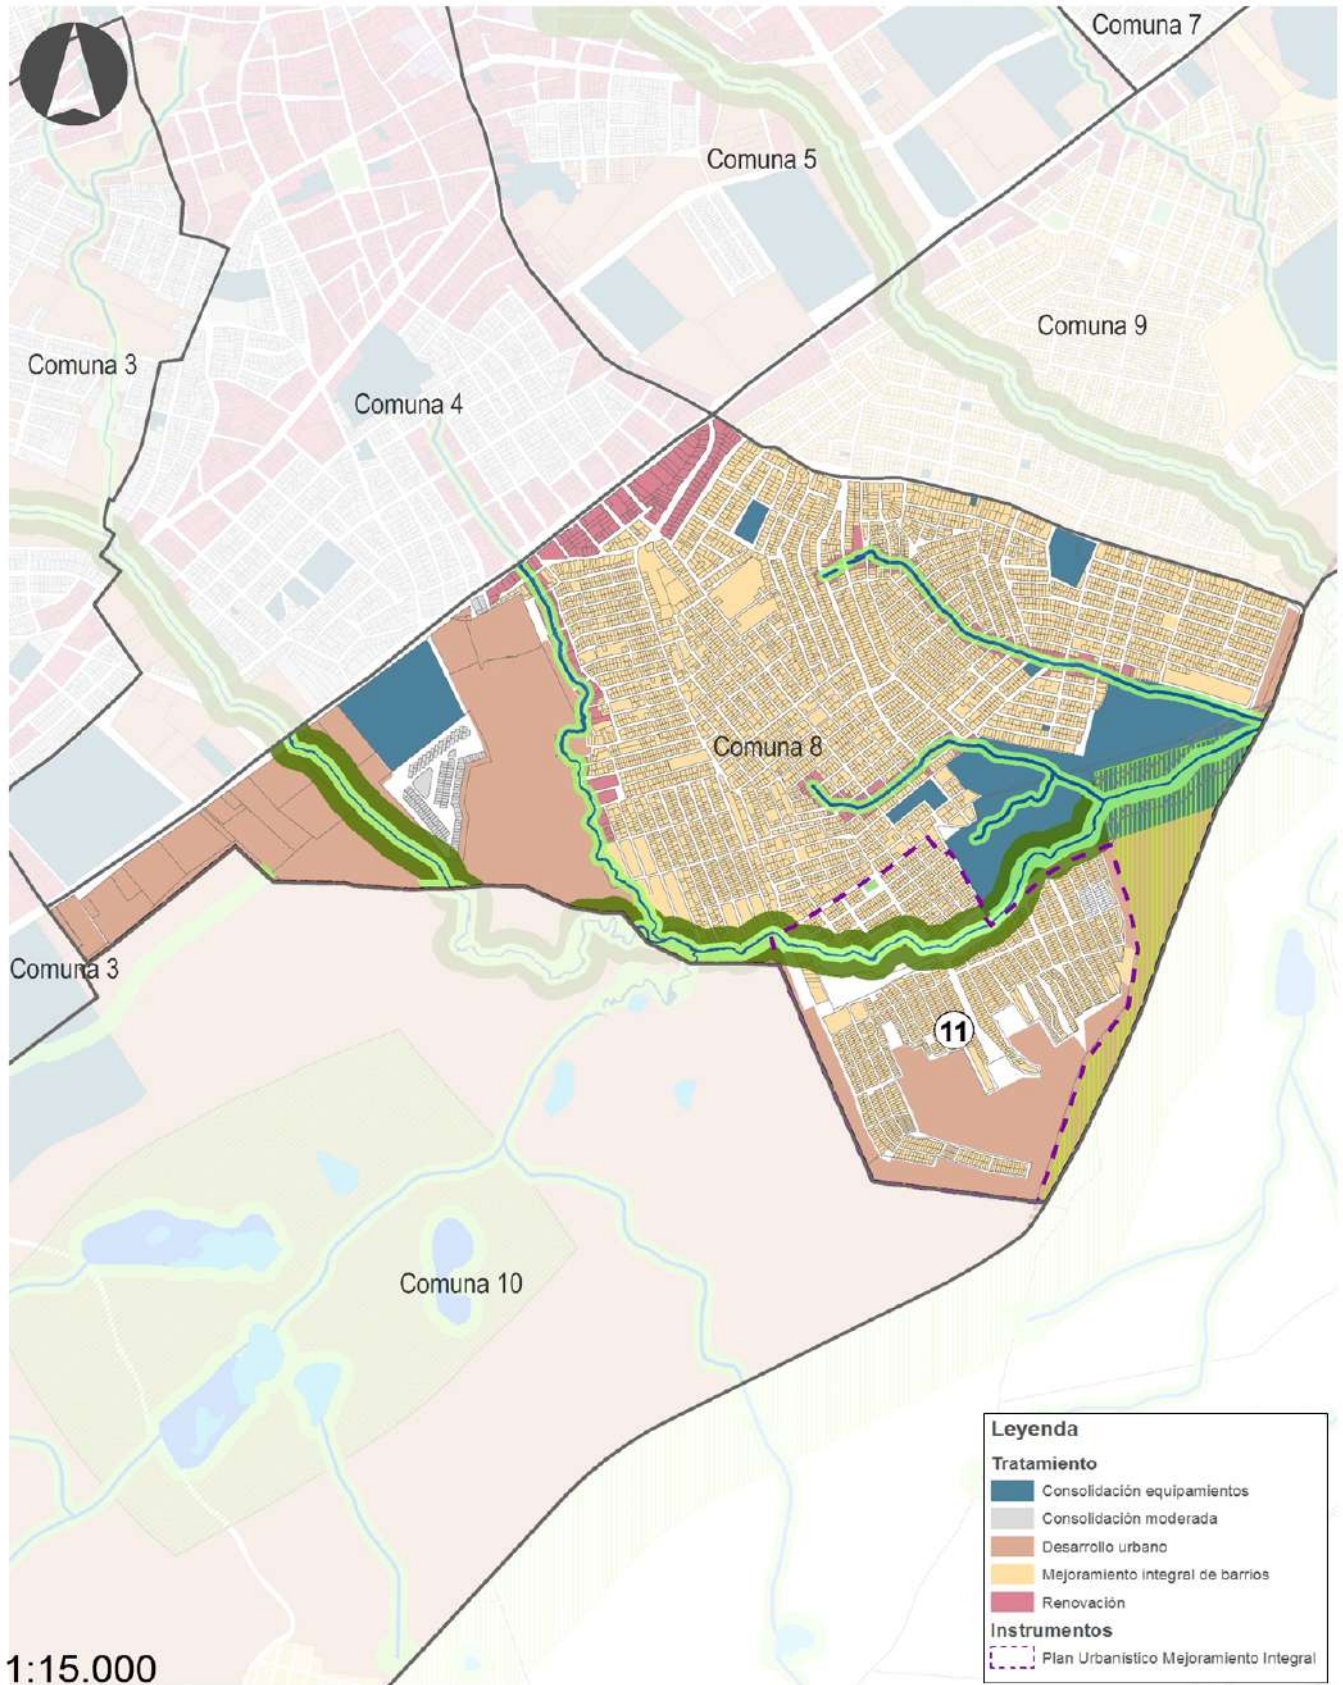 Comuna 7
Comuna 5
Comuna 9
Comuna 3
Comuna 4
Comuna 8
Comuna 3
11
Comuna 10
Leyenda
Tratamiento
Consolidación equipamientos
Consolidación moderada
Desarrollo urbano
Mejoramiento integral de barrios
Renovación
Instrumentos
Plan Urbanístico Mejoramiento Integral
1:15.000